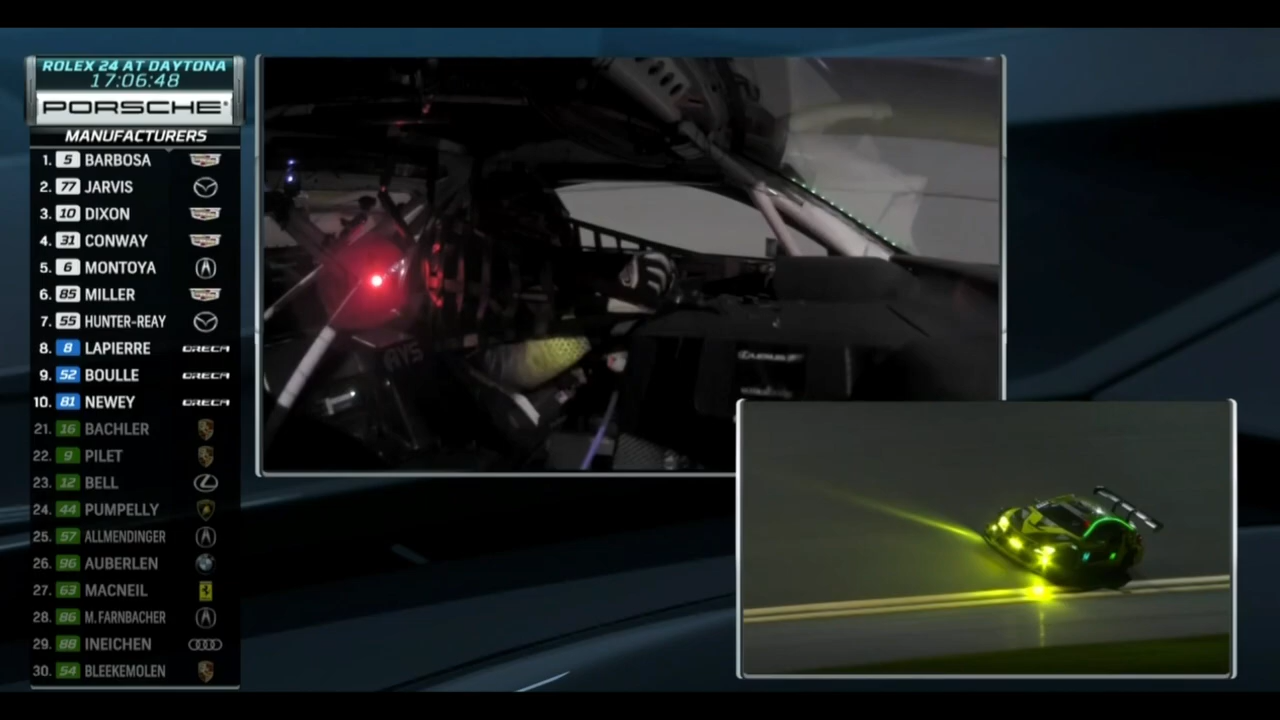 ROLEX 24 AT DAYTONA
17:06:48
PORSCHE
MANUFACTURERS
1. 5 BARBOSA
2. 77 JARVIS
3. 10 DIXON
4. 31 CONWAY
5. 6 MONTOYA
6. 85 MILLER
7. 55 HUNTER-REAY
8. 8 LAPIERRE ORECA
9. 52 BOULLE ORECA
10. 81 NEWEY ORECA
21. 16 BACHLER
22. 9 PILET
23. 12 BELL
24. 44 PUMPELLY
25. 57 ALLMENDINGER
26. 96 AUBERLEN
27. 63 MACNEIL
28. 86 M. FARNBACHER
29. 88 INEICHEN
30. 54 BLEEKEMOLEN